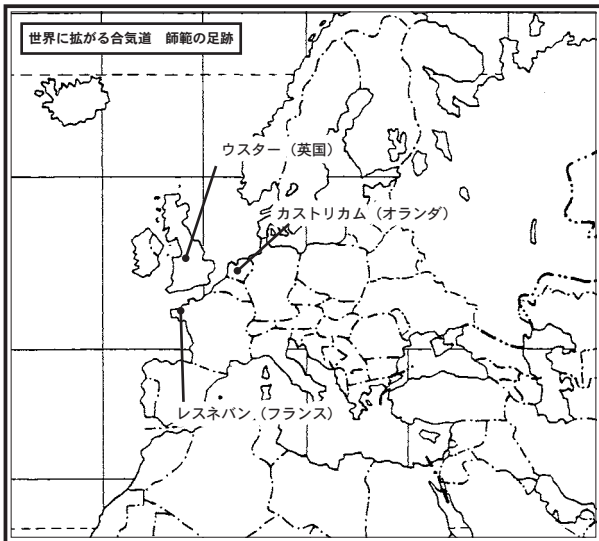 世界に拡がる合気道　師範の足跡
ウスター（英国）
カストリカム（オランダ）
レスネバン（フランス）